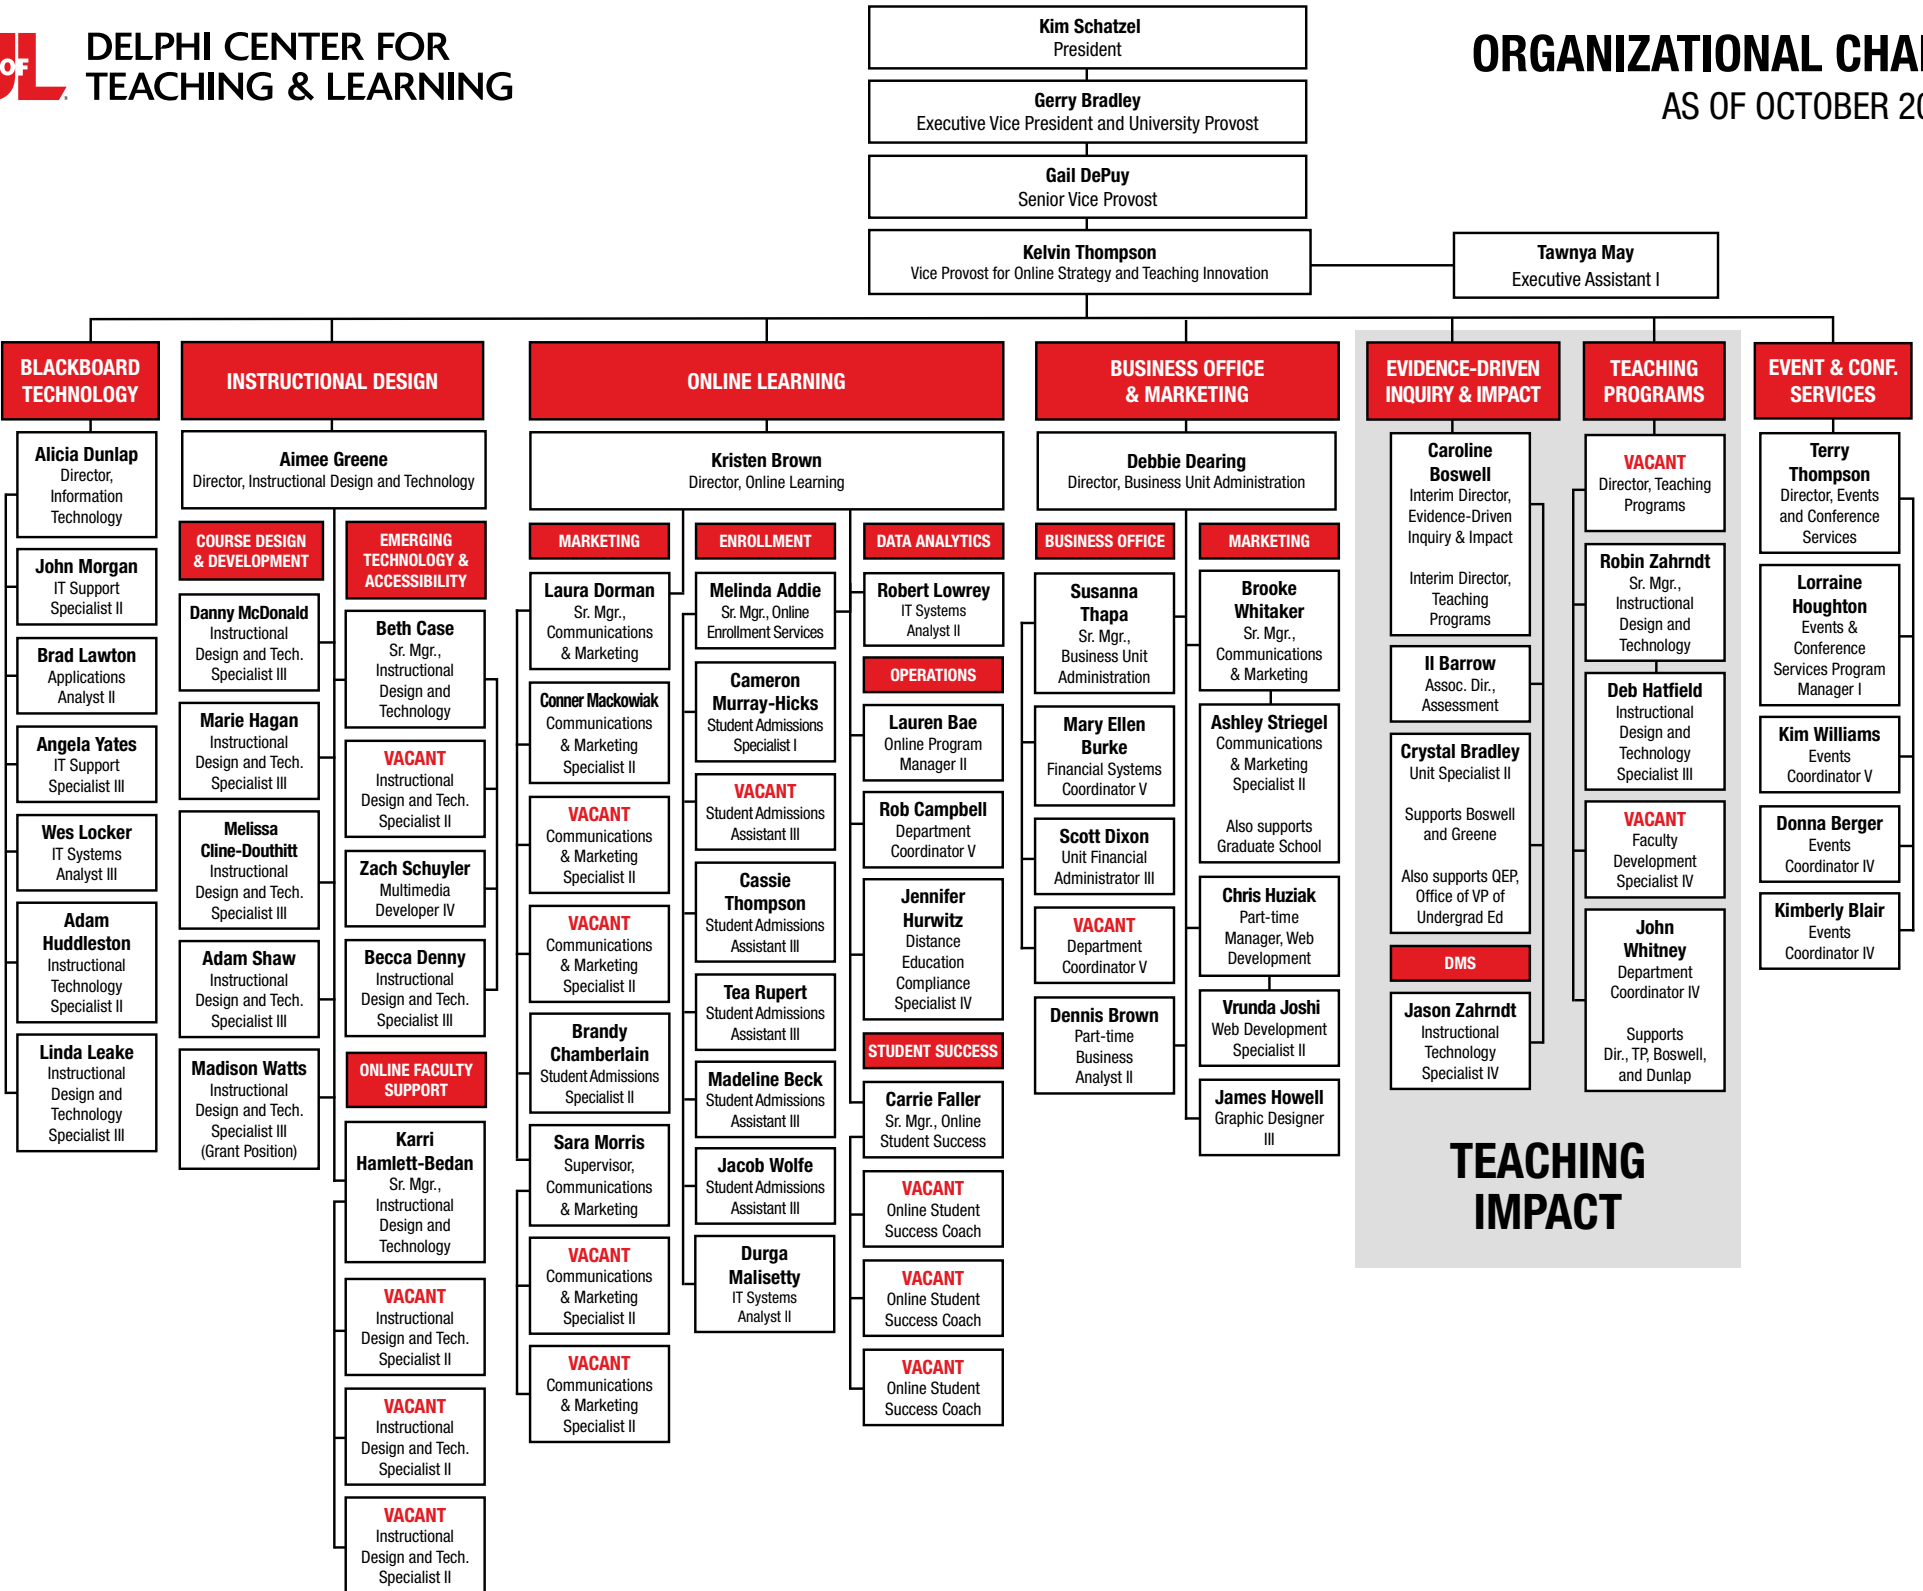 OF
DELPHI CENTER FOR
TEACHING & LEARNING
ORGANIZATIONAL
AS OF OCTOBER
Kim Schatzel
President
Gerry Bradley
Executive Vice President and University Provost
Gail DePuy
Senior Vice Provost
Kelvin Thompson
Vice Provost for Online Strategy and Teaching Innovation
Tawnya May
Executive Assistant I
BLACKBOARD
TECHNOLOGY
Alicia Dunlap
Director,
Information
Technology
John Morgan
IT Support
Specialist II
Brad Lawton
Applications
Analyst II
Angela Yates
IT Support
Specialist III
Wes Locker
IT Systems
Analyst III
Adam
Huddleston
Instructional
Technology
Specialist II
Linda Leake
Instructional
Design and
Technology
Specialist III
INSTRUCTIONAL DESIGN
Aimee Greene
Director, Instructional Design and Technology
COURSE DESIGN
& DEVELOPMENT
Danny McDonald
Instructional
Design and Tech.
Specialist III
Marie Hagan
Instructional
Design and Tech.
Specialist III
Melissa
Cline-Douthitt
Instructional
Design and Tech.
Specialist III
Adam Shaw
Instructional
Design and Tech.
Specialist III
Madison Watts
Instructional
Design and Tech.
Specialist III
(Grant Position)
EMERGING
TECHNOLOGY &
ACCESSIBILITY
Beth Case
Sr. Mgr.,
Instructional
Design and
Technology
VACANT
Instructional
Design and Tech.
Specialist II
Zach Schuyler
Multimedia
Developer IV
Becca Denny
Instructional
Design and Tech.
Specialist III
ONLINE FACULTY
SUPPORT
Karri
Hamlett-Bedan
Sr. Mgr.,
Instructional
Design and
Technology
VACANT
Instructional
Design and Tech.
Specialist II
VACANT
Instructional
Design and Tech.
Specialist II
VACANT
Instructional
Design and Tech.
Specialist II
ONLINE LEARNING
Kristen Brown
Director, Online Learning
MARKETING
Laura Dorman
Sr. Mgr.,
Communications
& Marketing
Conner Mackowiak
Communications
& Marketing
Specialist II
VACANT
Communications
& Marketing
Specialist II
VACANT
Communications
& Marketing
Specialist II
Brandy
Chamberlain
Student Admissions
Specialist II
Sara Morris
Supervisor,
Communications
& Marketing
VACANT
Communications
& Marketing
Specialist II
VACANT
Communications
& Marketing
Specialist II
ENROLLMENT
Melinda Addie
Sr. Mgr., Online
Enrollment Services
Cameron
Murray-Hicks
Student Admissions
Specialist I
VACANT
Student Admissions
Assistant III
Cassie
Thompson
Student Admissions
Assistant III
Tea Rupert
Student Admissions
Assistant III
Madeline Beck
Student Admissions
Assistant III
Jacob Wolfe
Student Admissions
Assistant III
Durga
Malisetty
IT Systems
Analyst II
DATA ANALYTICS
Robert Lowrey
IT Systems
Analyst II
OPERATIONS
Lauren Bae
Online Program
Manager II
Rob Campbell
Department
Coordinator V
Jennifer
Hurwitz
Distance
Education
Compliance
Specialist IV
STUDENT SUCCESS
Carrie Faller
Sr. Mgr., Online
Student Success
VACANT
Online Student
Success Coach
VACANT
Online Student
Success Coach
VACANT
Online Student
Success Coach
BUSINESS OFFICE
& MARKETING
Debbie Dearing
Director, Business Unit Administration
BUSINESS OFFICE
Susanna
Thapa
Sr. Mgr.,
Business Unit
Administration
Mary Ellen
Burke
Financial Systems
Coordinator V
Scott Dixon
Unit Financial
Administrator III
VACANT
Department
Coordinator V
Dennis Brown
Part-time
Business
Analyst II
MARKETING
Brooke
Whitaker
Sr. Mgr.,
Communications
& Marketing
Ashley Striegel
Communications
& Marketing
Specialist II
Also supports
Graduate School
Chris Huziak
Part-time
Manager, Web
Development
Vrunda Joshi
Web Development
Specialist II
James Howell
Graphic Designer
III
EVIDENCE-DRIVEN
INQUIRY & IMPACT
Caroline
Boswell
Interim Director,
Evidence-Driven
Inquiry & Impact
Interim Director,
Teaching
Programs
Il Barrow
Assoc. Dir.,
Assessment
Crystal Bradley
Unit Specialist II
Supports Boswell
and Greene
Also supports QEP,
Office of VP of
Undergrad Ed
DMS
Jason Zahrndt
Instructional
Technology
Specialist IV
TEACHING
PROGRAMS
VACANT
Director, Teaching
Programs
Robin Zahrndt
Sr. Mgr.,
Instructional
Design and
Technology
Deb Hatfield
Instructional
Design and
Technology
Specialist III
VACANT
Faculty
Development
Specialist IV
John
Whitney
Department
Coordinator IV
Supports
Dir., TP, Boswell,
and Dunlap
TEACHING
IMPACT
EVENT & CONF.
SERVICES
Terry
Thompson
Director, Events
and Conference
Services
Lorraine
Houghton
Events &
Conference
Services Program
Manager I
Kim Williams
Events
Coordinator V
Donna Berger
Events
Coordinator IV
Kimberly Blair
Events
Coordinator IV